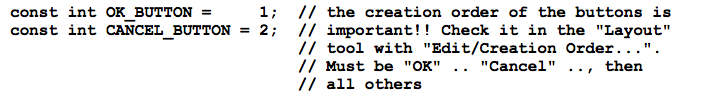 const int OK_BUTTON =     1;  // the creation order of the buttons is
const int CANCEL_BUTTON = 2;  // important!! Check it in the "Layout"
                              // tool with "Edit/Creation Order...".
                              // Must be "OK" .. "Cancel" .., then
                              // all others